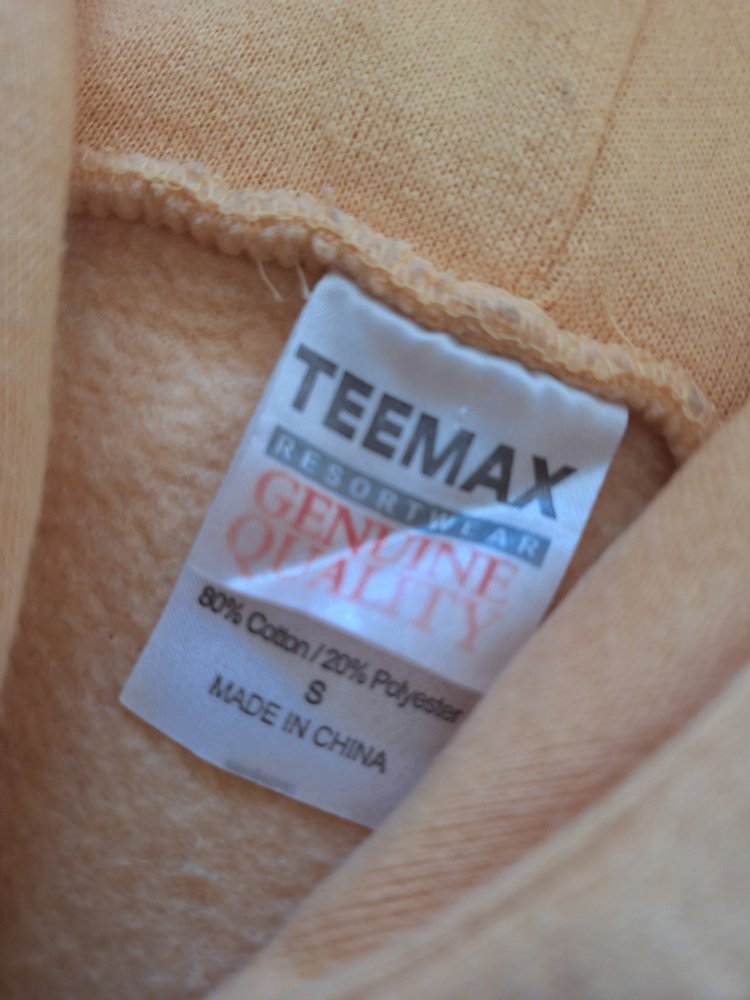 TEEMAX
RESORTWEAR
GENUINE
QUALITY
80% Cotton / 20% Polyester
S
MADE IN CHINA